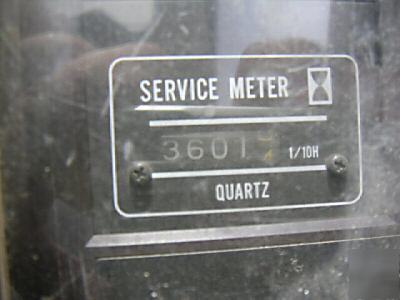 SERVICE METER
3601 1/10H
QUARTZ